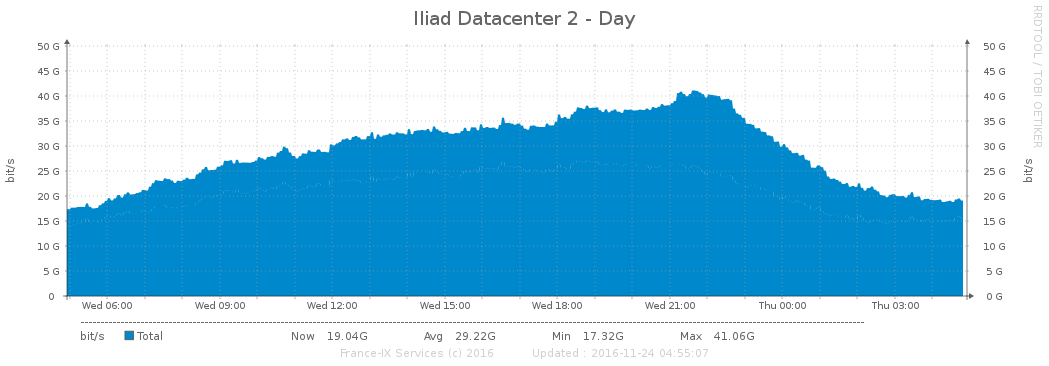 Iliad Datacenter 2 - Day
RRDTOOL / TOBI OETIKER
bit/s
50 G 50 G
45 G 45 G
40 G 40 G
35 G 35 G
30 G 30 G
25 G 25 G
20 G 20 G
15 G 15 G
10 G 10 G
5 G 5 G
0 0 G
bit/s
Wed 06:00 Wed 09:00 Wed 12:00 Wed 15:00 Wed 18:00 Wed 21:00 Thu 00:00 Thu 03:00
bit/s Total Now 19.04G Avg 29.22G Min 17.32G Max 41.06G
France-IX Services (c) 2016 Updated : 2016-11-24 04:55:07